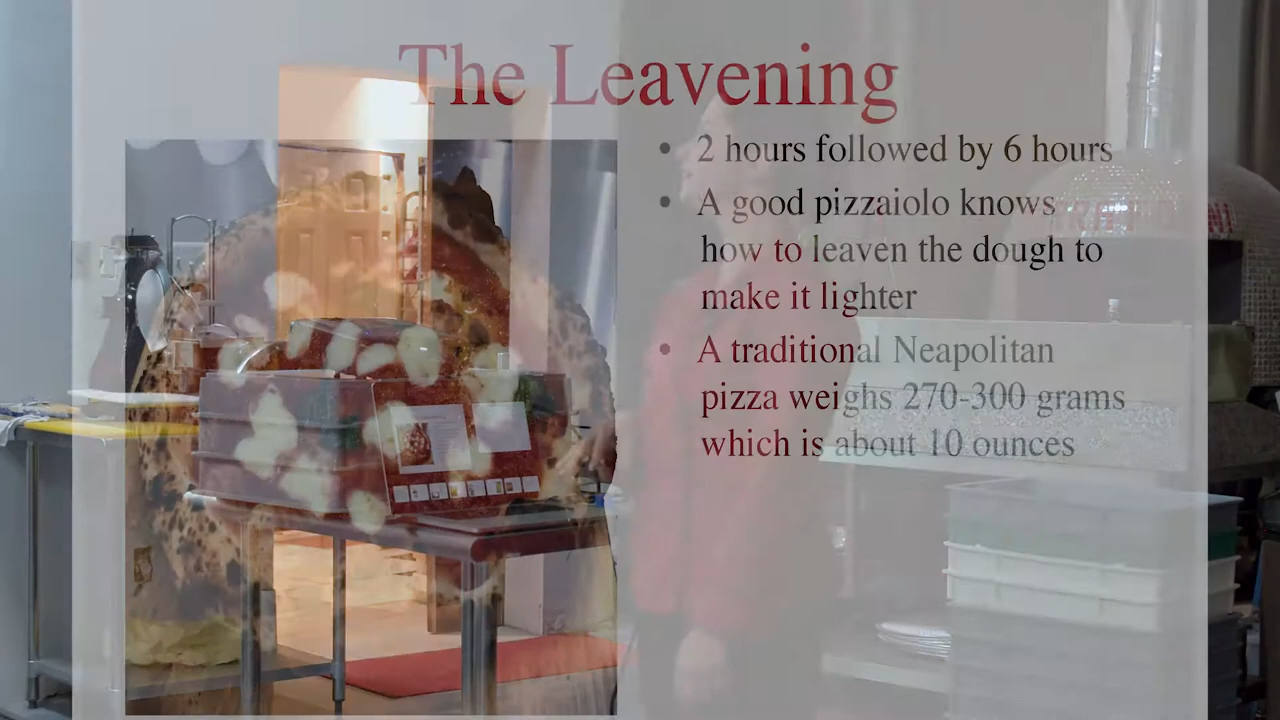 The Leavening
• 2 hours followed by 6 hours
• A good pizzaiolo knows
how to leaven the dough to
make it lighter
• A traditional Neapolitan
pizza weighs 270-300 grams
which is about 10 ounces